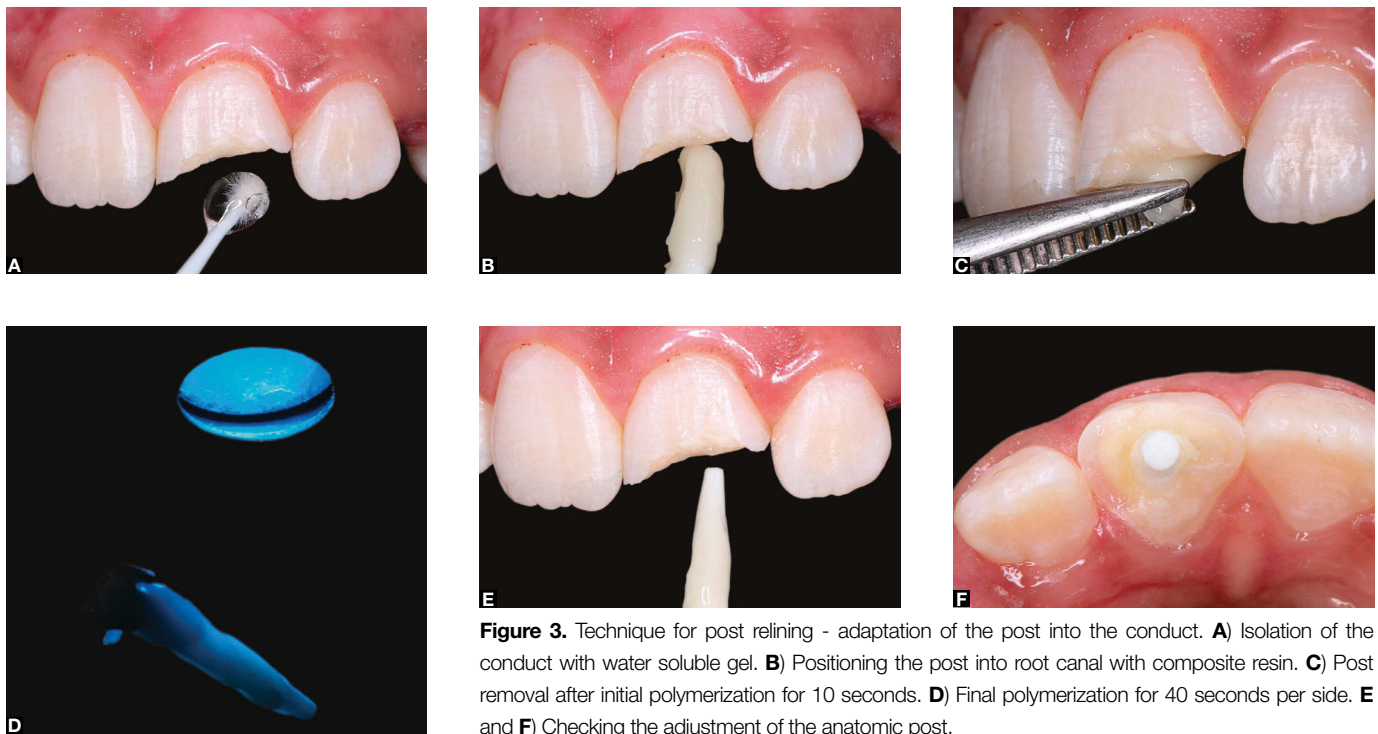 A
B
C
D
E
F
Figure 3. Technique for post relining - adaptation of the post into the conduct. A) Isolation of the
conduct with water soluble gel. B) Positioning the post into root canal with composite resin. C) Post
removal after initial polymerization for 10 seconds. D) Final polymerization for 40 seconds per side. E
and F) Checking the adjustment of the anatomic post.